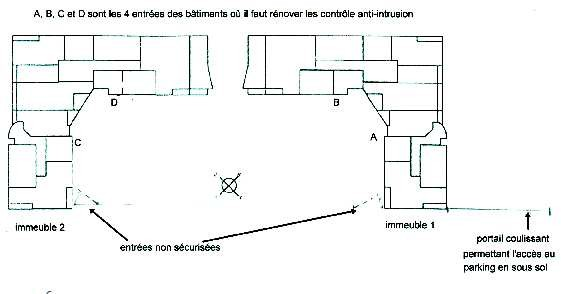 A, B, C et D sont les 4 entrées des bâtiments où il faut rénover les contrôle anti-intrusion
D
B
C
A
immeuble 2
immeuble 1
entrées non sécurisées
portail coulissant
permettant l'accès au
parking en sous sol